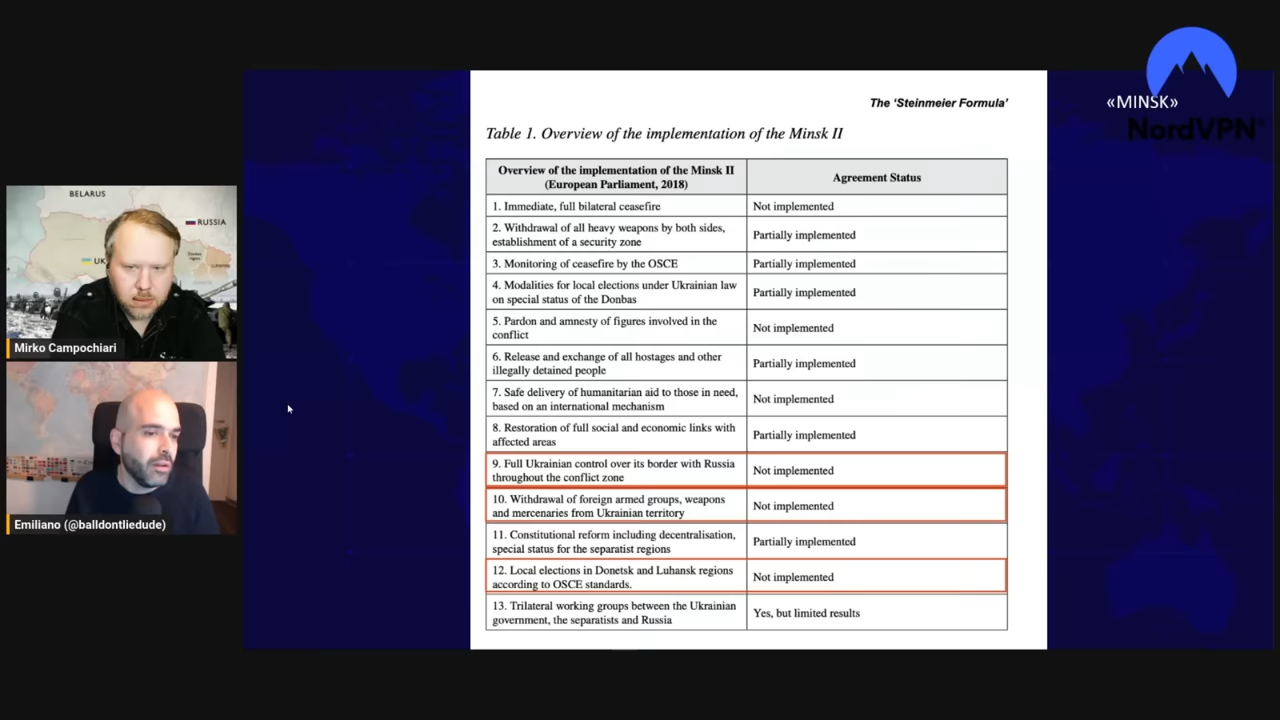 «MINSK»
NordVPN®
The 'Steinmeier Formula'
Table 1. Overview of the implementation of the Minsk II
Overview of the implementation of the Minsk II
(European Parliament, 2018)
Agreement Status
1. Immediate, full bilateral ceasefire
Not implemented
2. Withdrawal of all heavy weapons by both sides,
establishment of a security zone
Partially implemented
3. Monitoring of ceasefire by the OSCE
Partially implemented
4. Modalities for local elections under Ukrainian law
on special status of the Donbas
Partially implemented
5. Pardon and amnesty of figures involved in the
conflict
Not implemented
6. Release and exchange of all hostages and other
illegally detained people
Partially implemented
7. Safe delivery of humanitarian aid to those in need,
based on an international mechanism
Not implemented
8. Restoration of full social and economic links with
affected areas
Partially implemented
9. Full Ukrainian control over its border with Russia
throughout the conflict zone
Not implemented
10. Withdrawal of foreign armed groups, weapons
and mercenaries from Ukrainian territory
Not implemented
11. Constitutional reform including decentralisation,
special status for the separatist regions
Partially implemented
12. Local elections in Donetsk and Luhansk regions
according to OSCE standards.
Not implemented
13. Trilateral working groups between the Ukrainian
government, the separatists and Russia
Yes, but limited results
BELARUS
RUSSIA
UK
Mirko Campochiari
Emiliano (@balldontliedude)